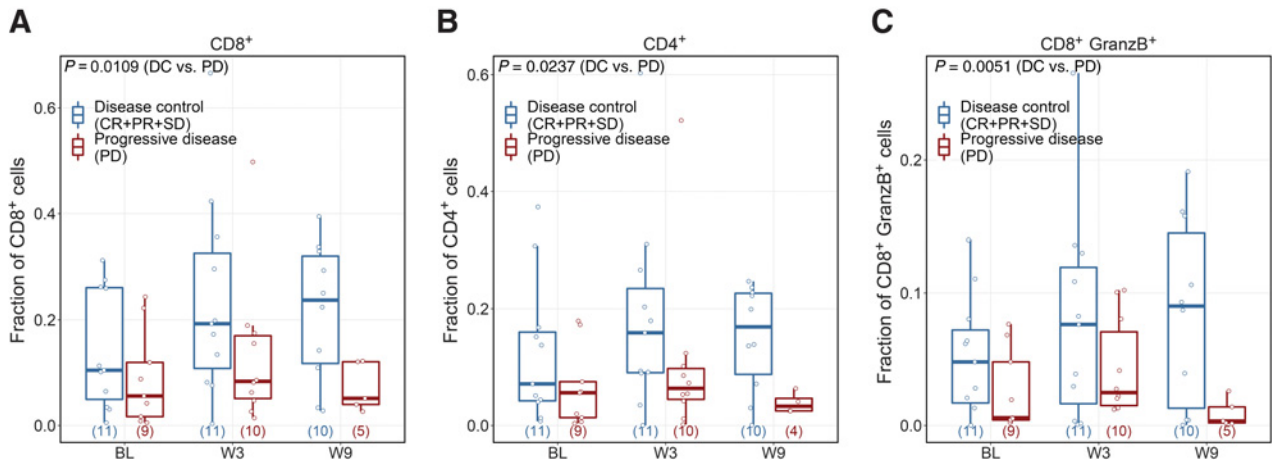 A
CD8⁺
P = 0.0109 (DC vs. PD)
Disease control
(CR+PR+SD)
Progressive disease
(PD)
Fraction of CD8⁺ cells
0.6
0.4
0.2
0.0
(11) (9) (11) (10) (10) (5)
BL W3 W9
B
CD4⁺
P = 0.0237 (DC vs. PD)
Disease control
(CR+PR+SD)
Progressive disease
(PD)
Fraction of CD4⁺ cells
0.6
0.4
0.2
0.0
(11) (9) (11) (10) (10) (4)
BL W3 W9
C
CD8⁺ GranzB⁺
P = 0.0051 (DC vs. PD)
Disease control
(CR+PR+SD)
Progressive disease
(PD)
Fraction of CD8⁺ GranzB⁺ cells
0.2
0.1
0.0
(11) (9) (11) (10) (10) (5)
BL W3 W9